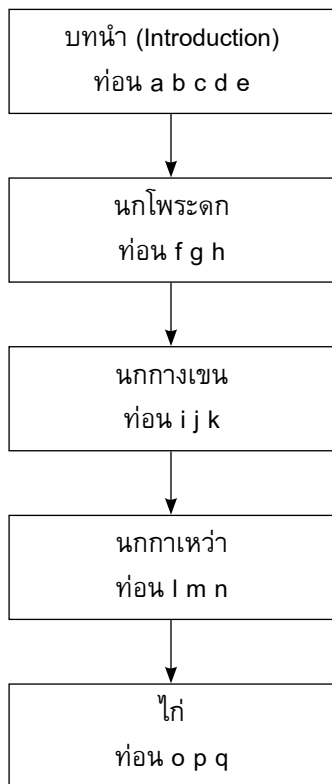 บทนำ (Introduction)
ท่อน a b c d e
นกโพระดก
ท่อน f g h
นกกางเขน
ท่อน i j k
นกกาเหว่า
ท่อน l m n
ไก่
ท่อน o p q